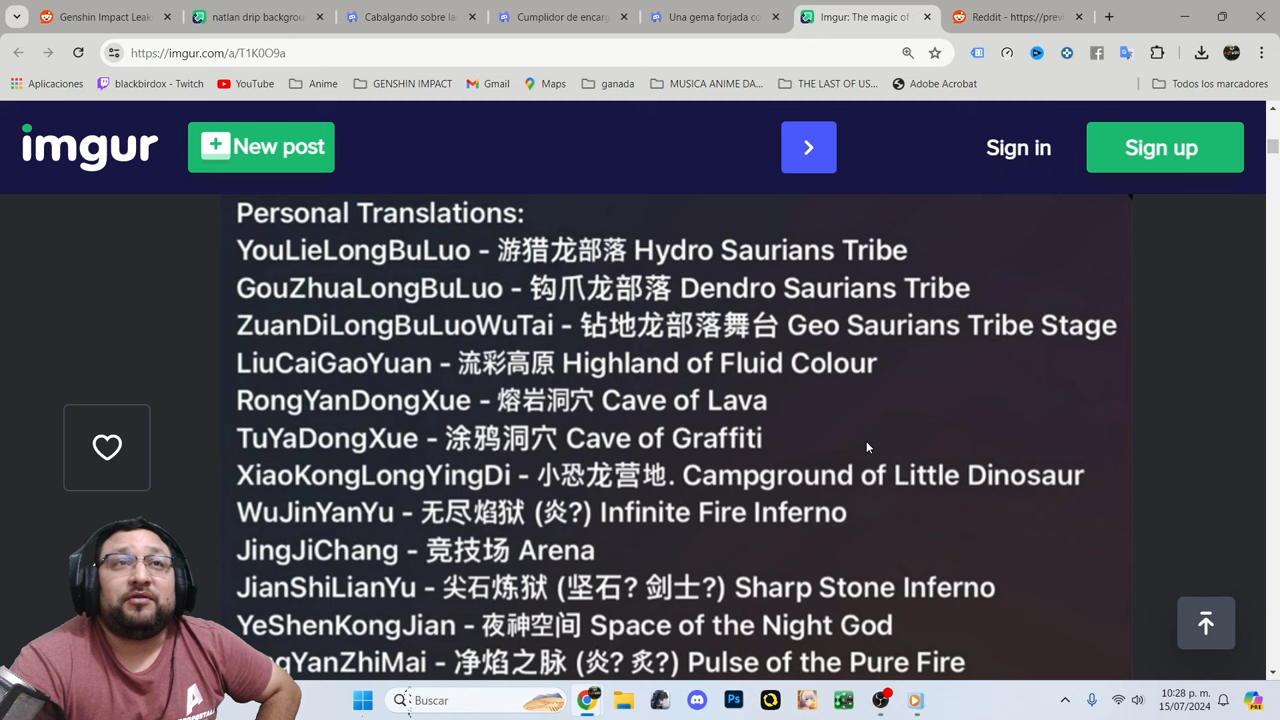 Genshin Impact Leak
natlan drip backgrou
Cabalgando sobre la
Cumplidor de encarg
Una gema forjada co
Imgur: The magic of
Reddit - https://prev
https://imgur.com/a/T1K0O9a
Aplicaciones
blackbirdox - Twitch
YouTube
Anime
GENSHIN IMPACT
Gmail
Maps
ganada
MUSICA ANIME DA...
THE LAST OF US...
Adobe Acrobat
Todos los marcadores
imgur
New post
Sign in
Sign up
Personal Translations:
YouLieLongBuLuo - 游猎龙部落 Hydro Saurians Tribe
GouZhuaLongBuLuo - 钩爪龙部落 Dendro Saurians Tribe
ZuanDiLongBuLuoWuTai - 钻地龙部落舞台 Geo Saurians Tribe Stage
LiuCaiGaoYuan - 流彩高原 Highland of Fluid Colour
RongYanDongXue - 熔岩洞穴 Cave of Lava
TuYaDongXue - 涂鸦洞穴 Cave of Graffiti
XiaoKongLongYingDi - 小恐龙营地. Campground of Little Dinosaur
WuJinYanYu - 无尽焰狱 (炎?) Infinite Fire Inferno
JingJiChang - 竞技场 Arena
JianShiLianYu - 尖石炼狱 (坚石? 剑士?) Sharp Stone Inferno
YeShenKongJian - 夜神空间 Space of the Night God
gYanZhiMai - 净焰之脉 (炎? 炙?) Pulse of the Pure Fire
Buscar
10:28 p. m.
15/07/2024